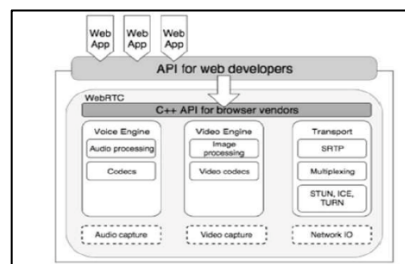 Web App
Web App
Web App
API for web developers
WebRTC
C++ API for browser vendors
Voice Engine
Audio processing
Codecs
Video Engine
Image processing
Video codecs
Transport
SRTP
Multiplexing
STUN, ICE, TURN
Audio capture
Video capture
Network IO